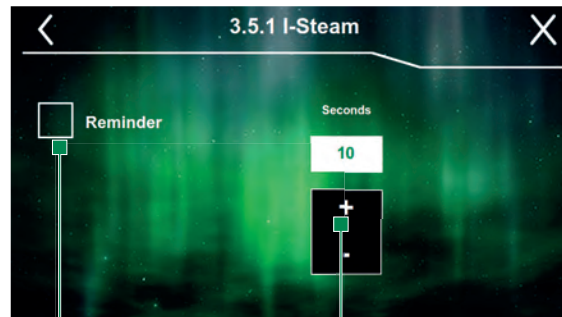 3.5.1 I-Steam
Seconds
Reminder
10
+
-